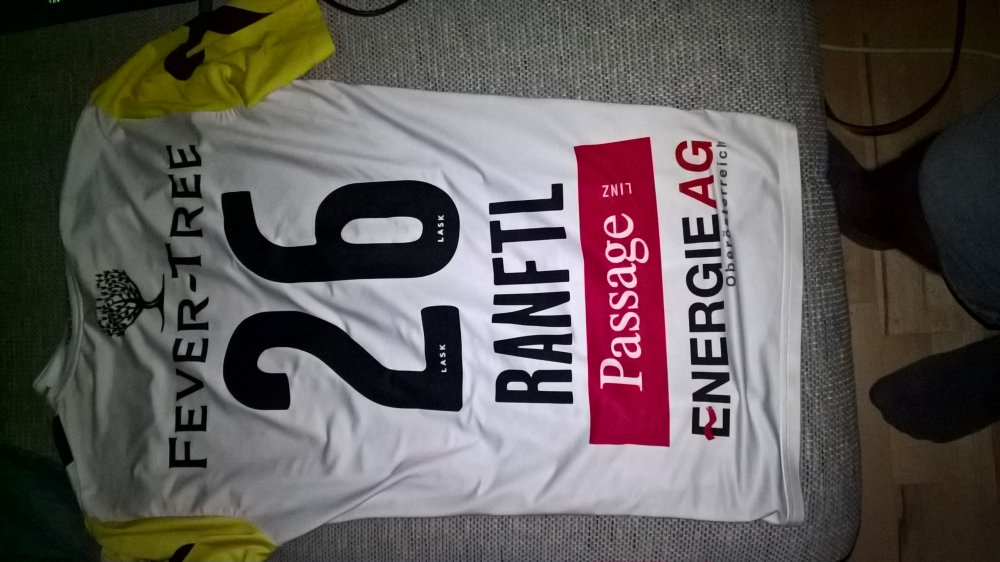 FEVER-TREE
26
LASK LASK
RANFTL
Passage LINZ
ENERGIE AG
Oberösterreich